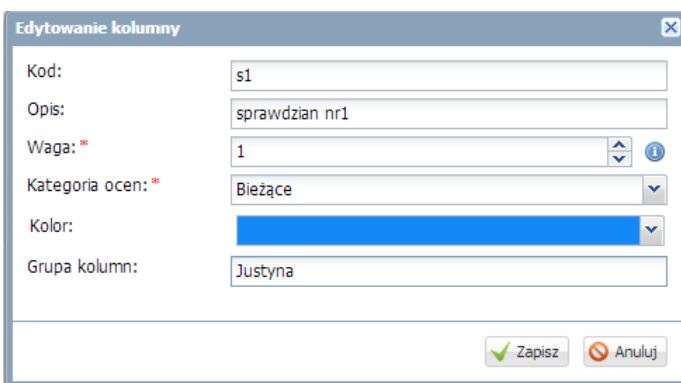 Edytowanie kolumny
Kod: s1
Opis: sprawdzian nr1
Waga: * 1
Kategoria ocen: * Bieżące
Kolor:
Grupa kolumn: Justyna
Zapisz Anuluj